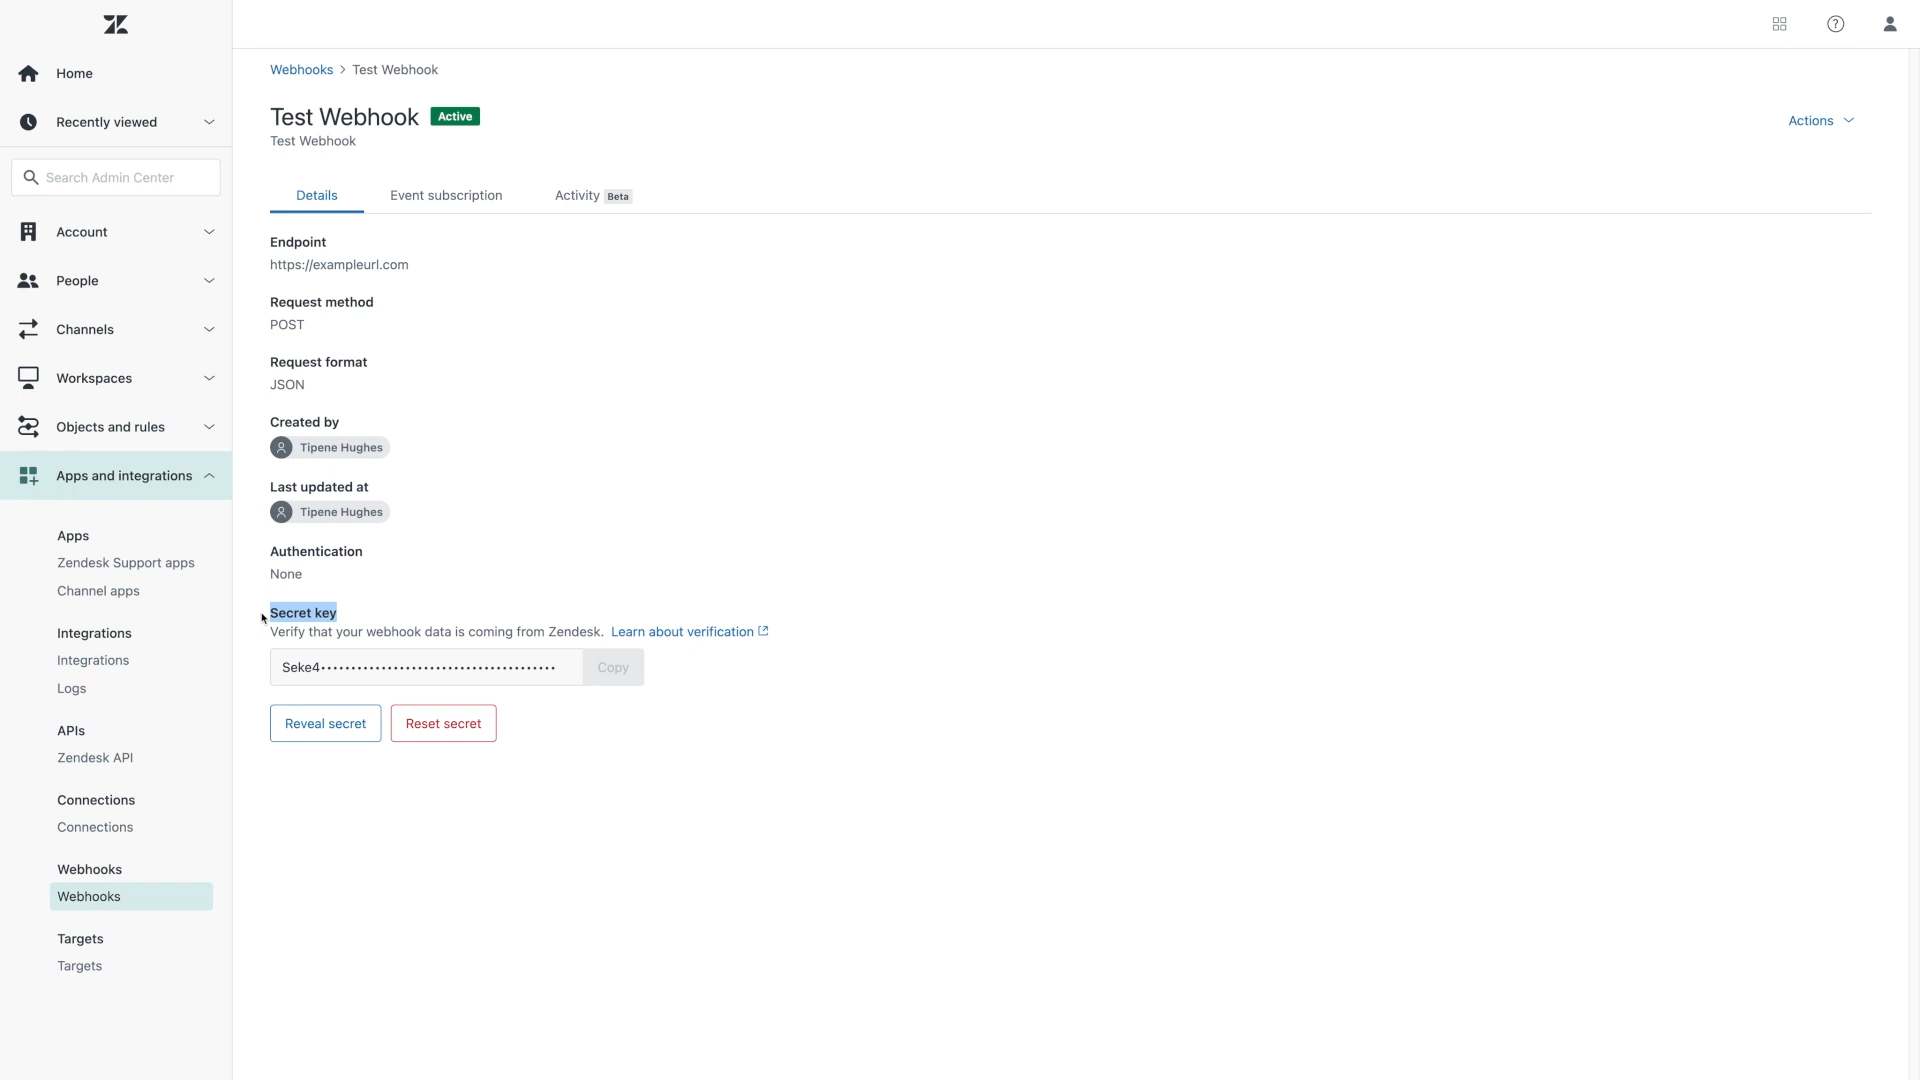 Home
Recently viewed
Search Admin Center
Account
People
Channels
Workspaces
Objects and rules
Apps and integrations
Apps
Zendesk Support apps
Channel apps
Integrations
Integrations
Logs
APIs
Zendesk API
Connections
Connections
Webhooks
Webhooks
Targets
Targets
Webhooks > Test Webhook
Test Webhook Active
Test Webhook
Actions
Details Event subscription Activity Beta
Endpoint
https://exampleurl.com
Request method
POST
Request format
JSON
Created by
Tipene Hughes
Last updated at
Tipene Hughes
Authentication
None
Secret key
Verify that your webhook data is coming from Zendesk. Learn about verification
Seke4••••••••••••••••••••••••••••••••••••••• Copy
Reveal secret Reset secret